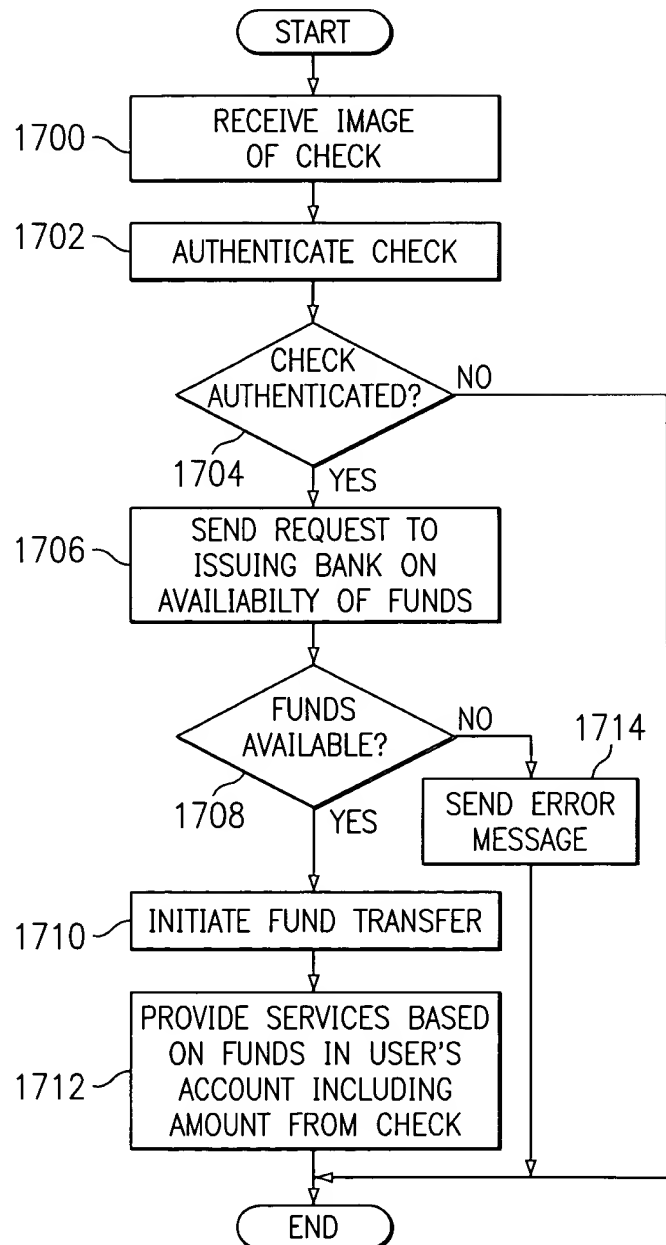 START
1700
RECEIVE IMAGE
OF CHECK
1702
AUTHENTICATE CHECK
CHECK
AUTHENTICATED?
NO
1704
YES
1706
SEND REQUEST TO
ISSUING BANK ON
AVAILIABILTY OF FUNDS
FUNDS
AVAILABLE?
NO
1714
1708
YES
SEND ERROR
MESSAGE
1710
INITIATE FUND TRANSFER
1712
PROVIDE SERVICES BASED
ON FUNDS IN USER'S
ACCOUNT INCLUDING
AMOUNT FROM CHECK
END